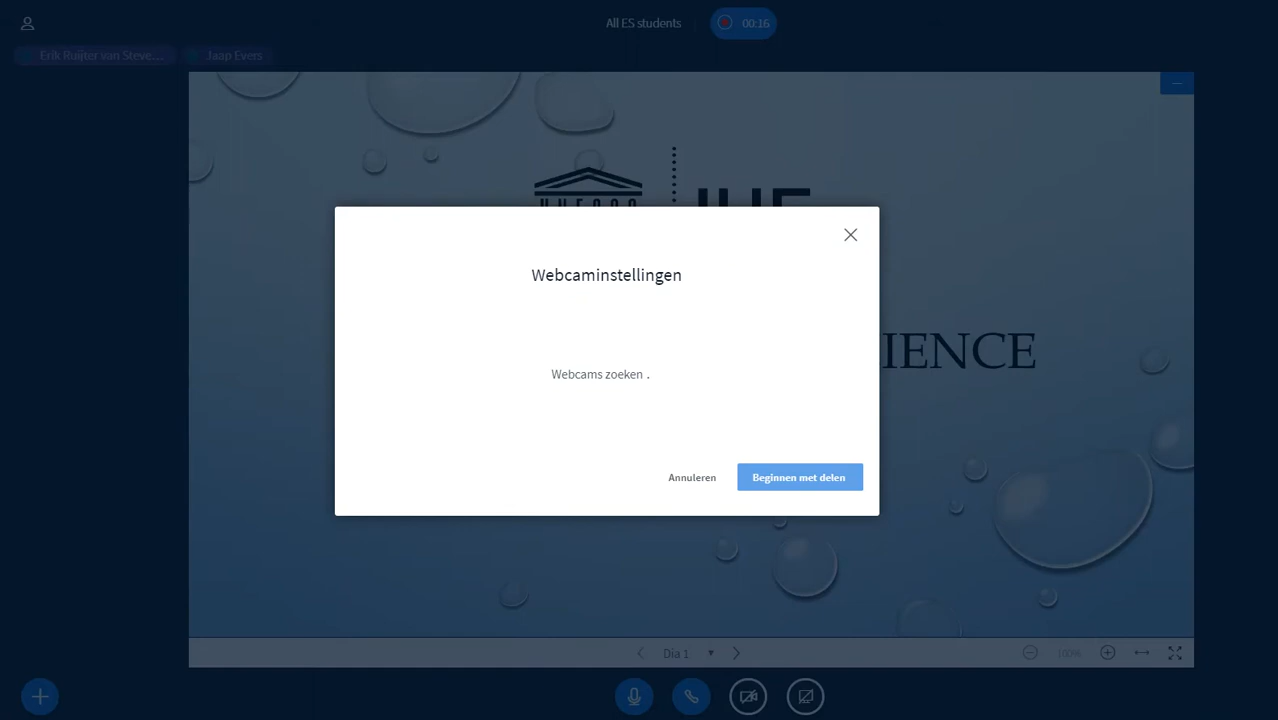 All ES students
00:16
Erik Ruijter van Steve...
Jaap Evers
Webcaminstellingen
IENCE
Webcams zoeken .
Annuleren
Beginnen met delen
Dia 1
100%